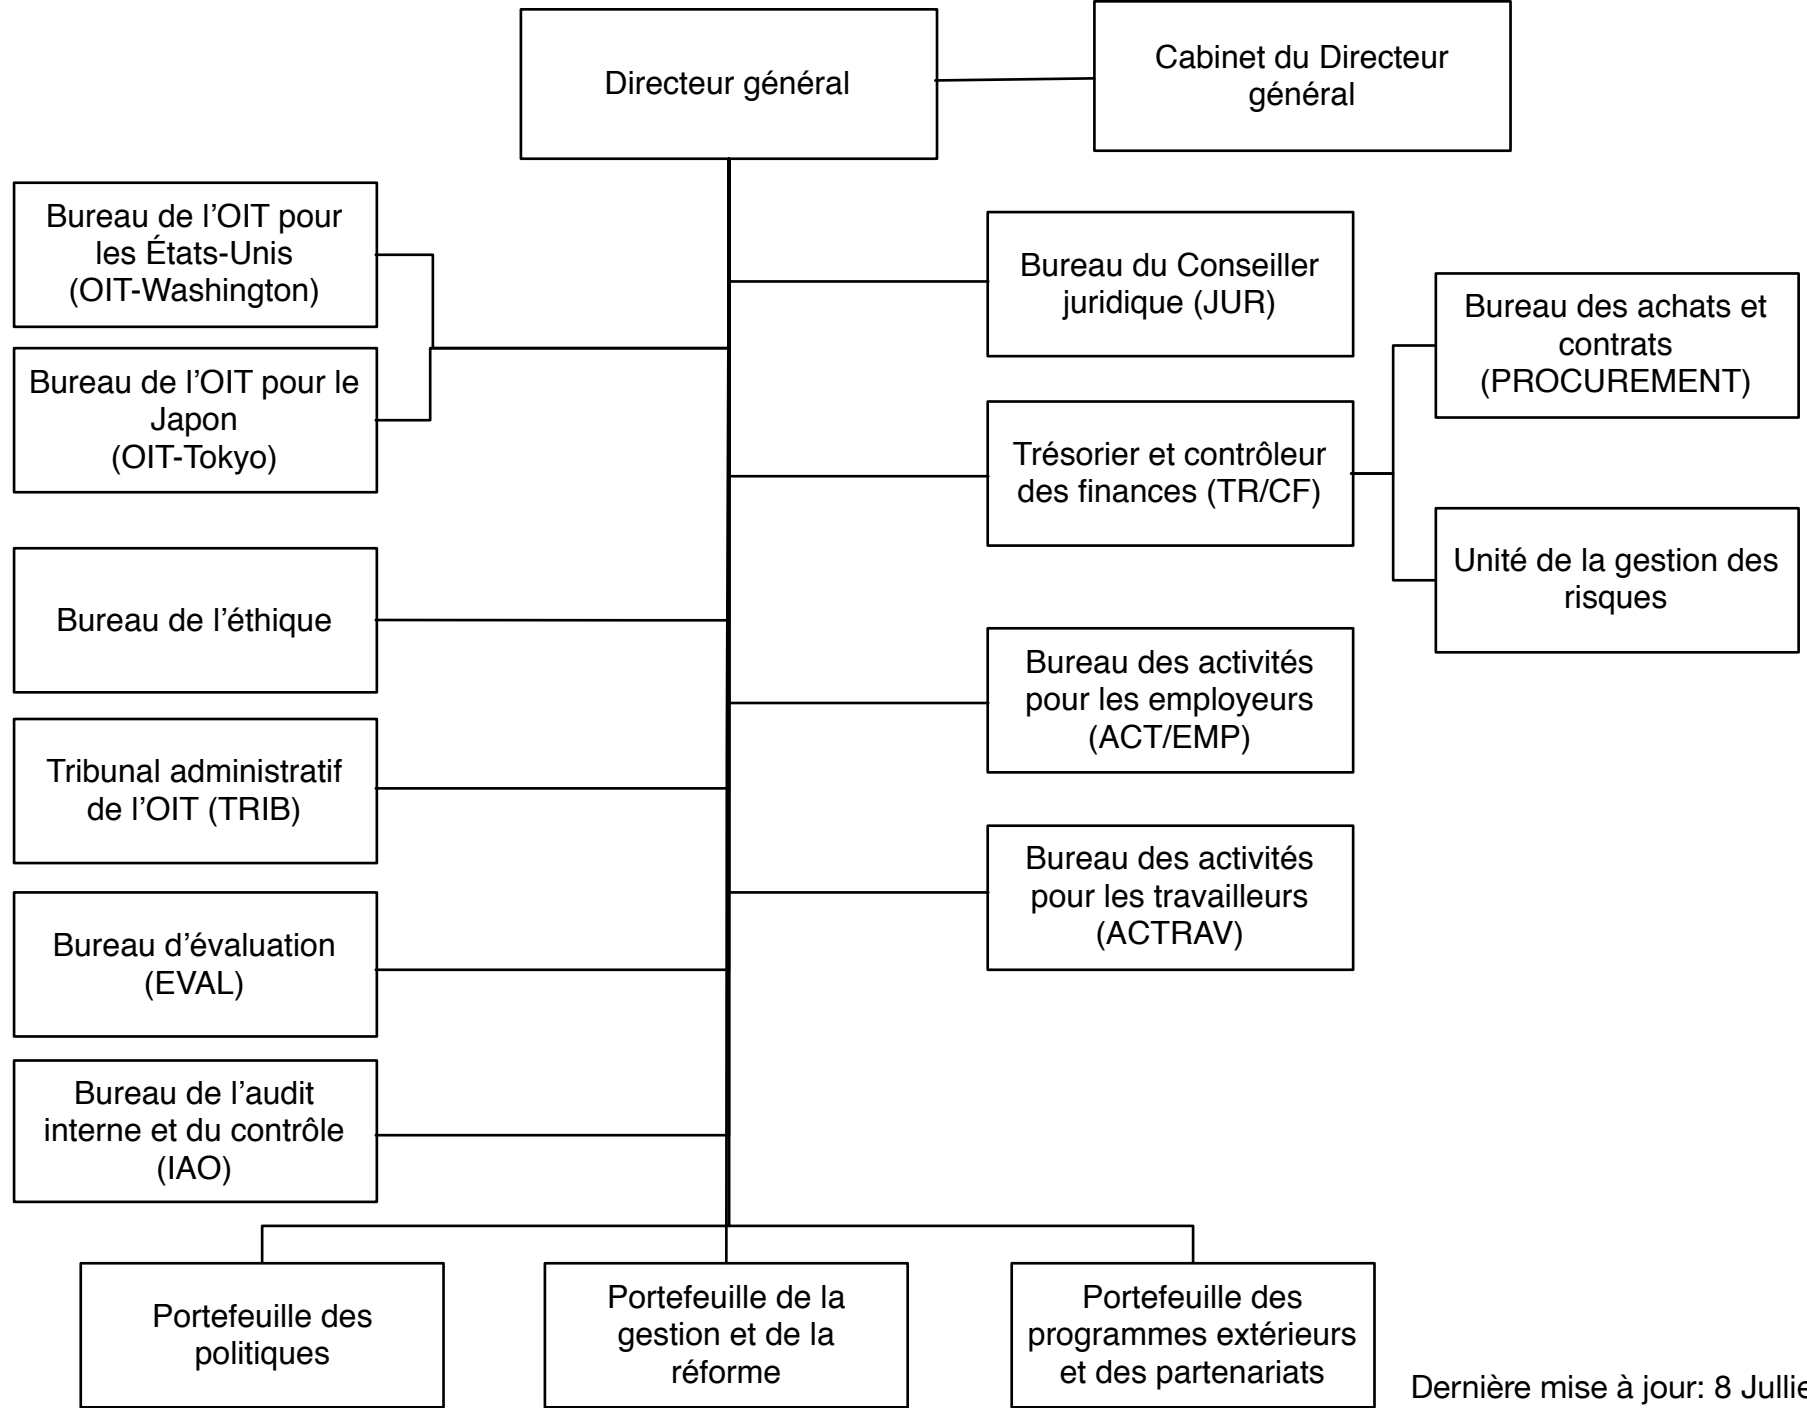 Directeur général
Cabinet du Directeur
général
Bureau de l’OIT pour
les États-Unis
(OIT-Washington)
Bureau de l’OIT pour le
Japon
(OIT-Tokyo)
Bureau de l’éthique
Tribunal administratif
de l’OIT (TRIB)
Bureau d’évaluation
(EVAL)
Bureau de l’audit
interne et du contrôle
(IAO)
Bureau du Conseiller
juridique (JUR)
Trésorier et contrôleur
des finances (TR/CF)
Bureau des achats et
contrats
(PROCUREMENT)
Unité de la gestion des
risques
Bureau des activités
pour les employeurs
(ACT/EMP)
Bureau des activités
pour les travailleurs
(ACTRAV)
Portefeuille des
politiques
Portefeuille de la
gestion et de la
réforme
Portefeuille des
programmes extérieurs
et des partenariats
Dernière mise à jour: 8